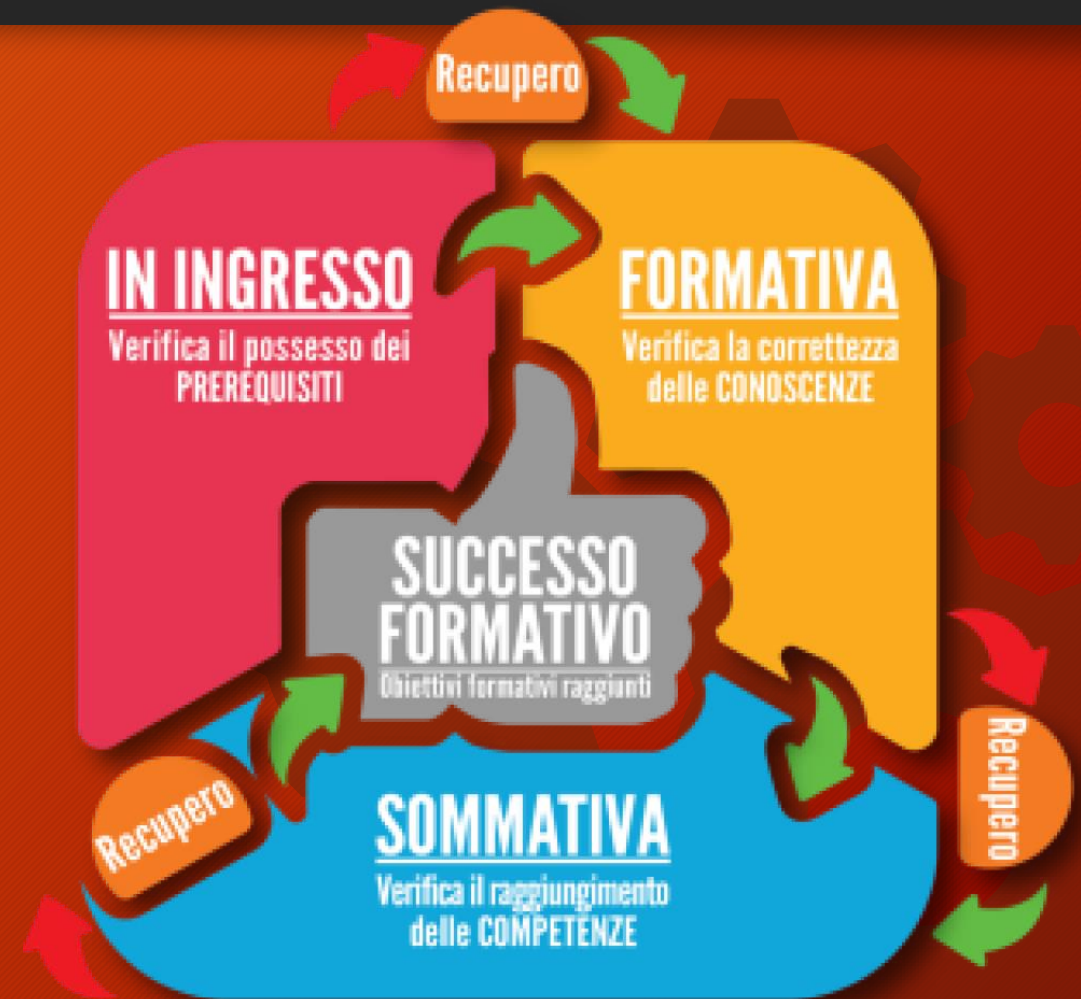 Recupero
IN INGRESSO
Verifica il possesso dei
PREREQUISITI
FORMATIVA
Verifica la correttezza
delle CONOSCENZE
SUCCESSO
FORMATIVO
Obiettivi formativi raggiunti
Recupero
Recupero
SOMMATIVA
Verifica il raggiungimento
delle COMPETENZE